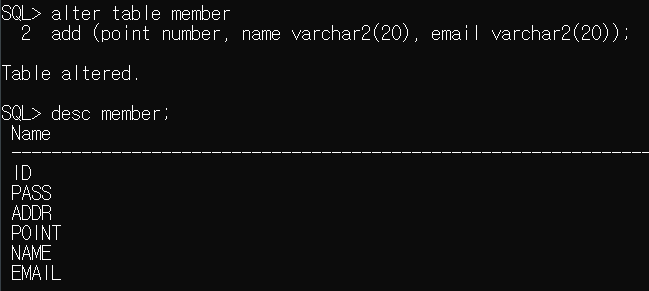 SQL> alter table member
2 add (point number, name varchar2(20), email varchar2(20));
Table altered.
SQL> desc member;
Name
--------------------------------------------------------------------------------
ID
PASS
ADDR
POINT
NAME
EMAIL